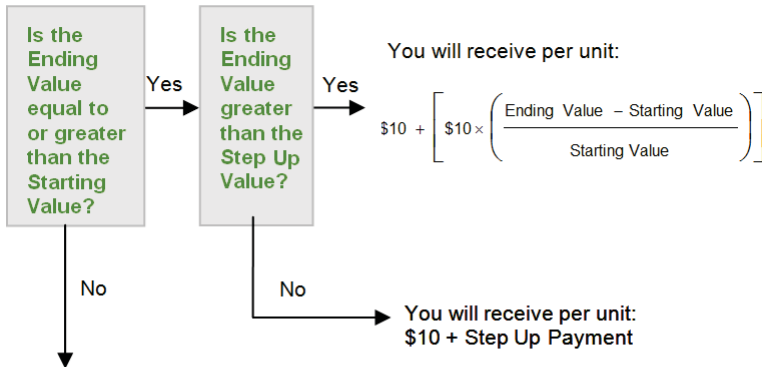 Is the
Ending
Value
equal to
or greater
than the
Starting
Value?
Yes
Is the
Ending
Value
greater
than the
Step Up
Value?
Yes
You will receive per unit:
$10 + [ $10 × ( Ending Value – Starting Value
Starting Value ) ]
No
No
You will receive per unit:
$10 + Step Up Payment